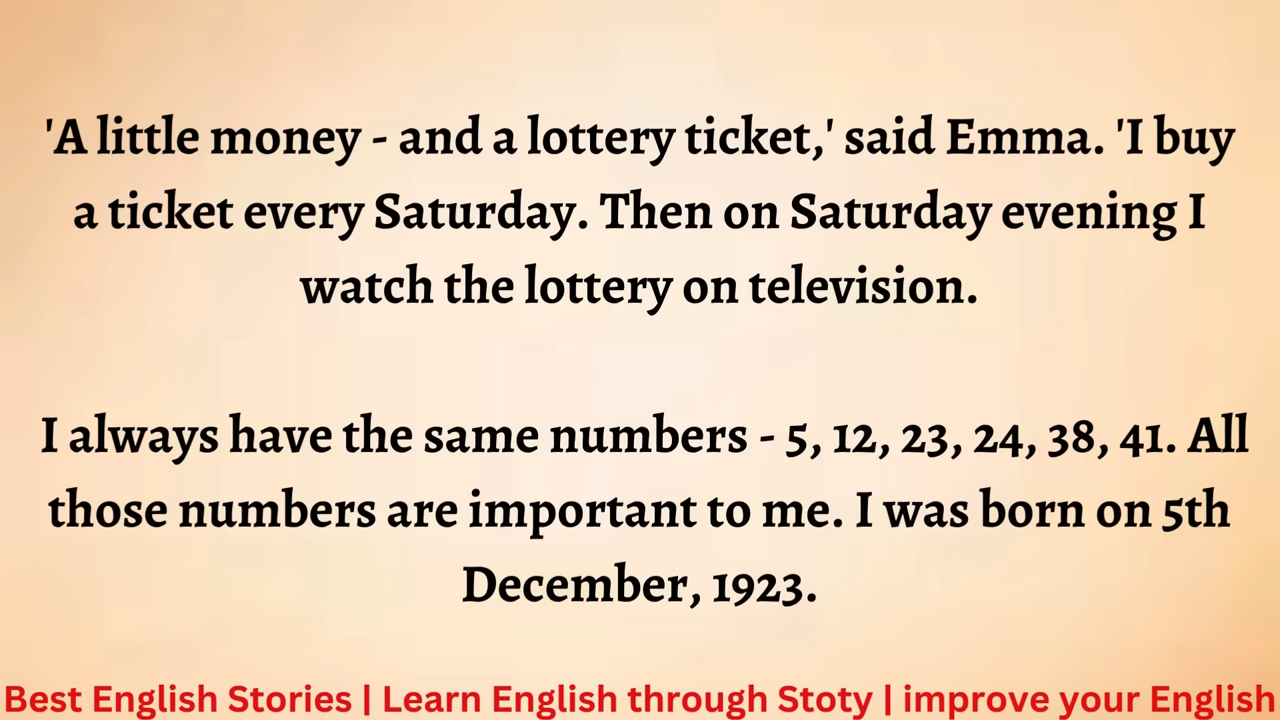 'A little money - and a lottery ticket,' said Emma. 'I buy
a ticket every Saturday. Then on Saturday evening I
watch the lottery on television.
I always have the same numbers - 5, 12, 23, 24, 38, 41. All
those numbers are important to me. I was born on 5th
December, 1923.
Best English Stories | Learn English through Stoty | improve your English